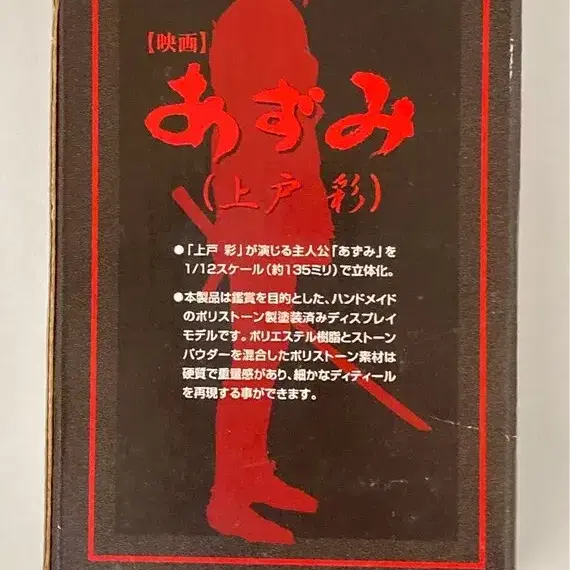 【映画】
あずみ
(上戸 彩)
●「上戸 彩」が演じる主人公「あずみ」を
1/12スケール(約135ミリ)で立体化。
●本製品は鑑賞を目的とした、ハンドメイド
のポリストーン製塗装済みディスプレイ
モデルです。ポリエステル樹脂とストーン
パウダーを混合したポリストーン素材は
硬質で重量感があり、細かなディティール
を再現する事ができます。